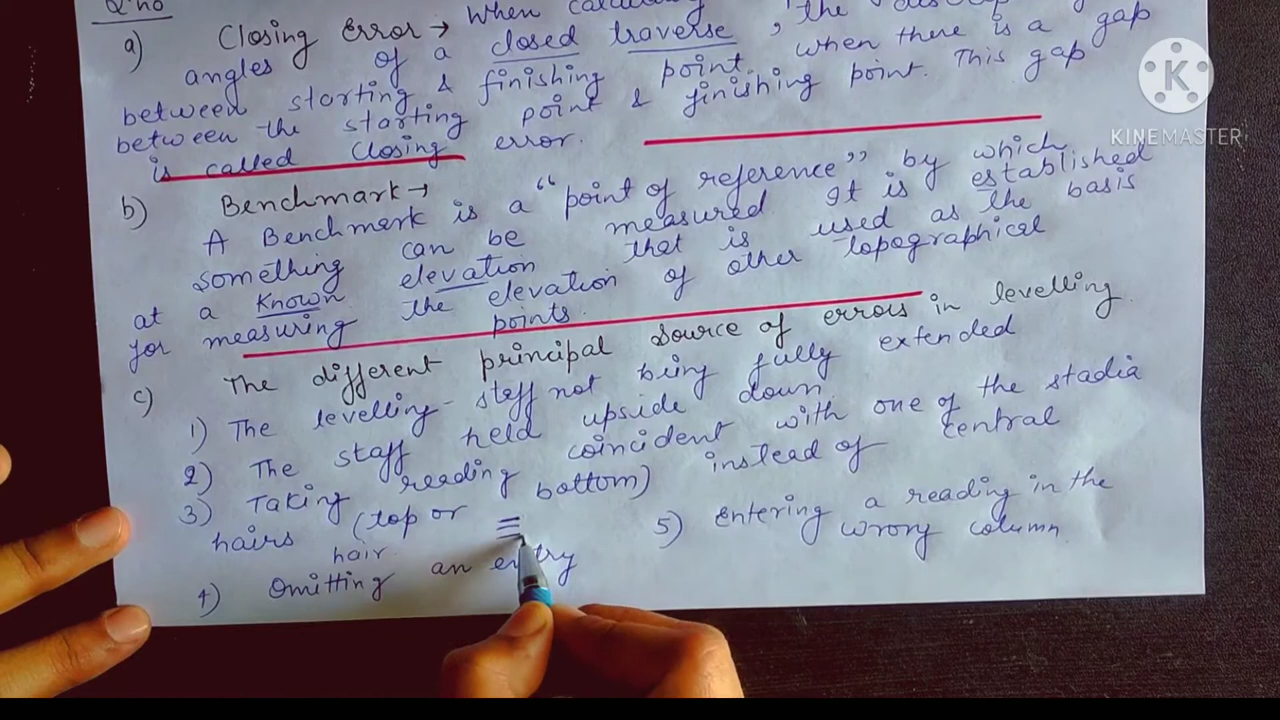 Q no
a) Closing Error → When calculating the
angles of a closed traverse,
between starting & finishing point. when there is a gap
between the starting point & finishing point. This gap
is called Closing error.
b) Benchmark →
A Benchmark is a "point of reference" by which
something can be measured. It is established
at a Known elevation that is used as the basis
for measuring the elevation of other topographical
points.
c) The different principal source of errors in levelling.
1) The levelling-staff not being fully extended
2) The staff held upside down
3) Taking reading coincident with one of the stadia
hairs (top or bottom) instead of central
hair.
4) Omitting an entry
5) Entering a reading in the
wrong column
KINEMASTER